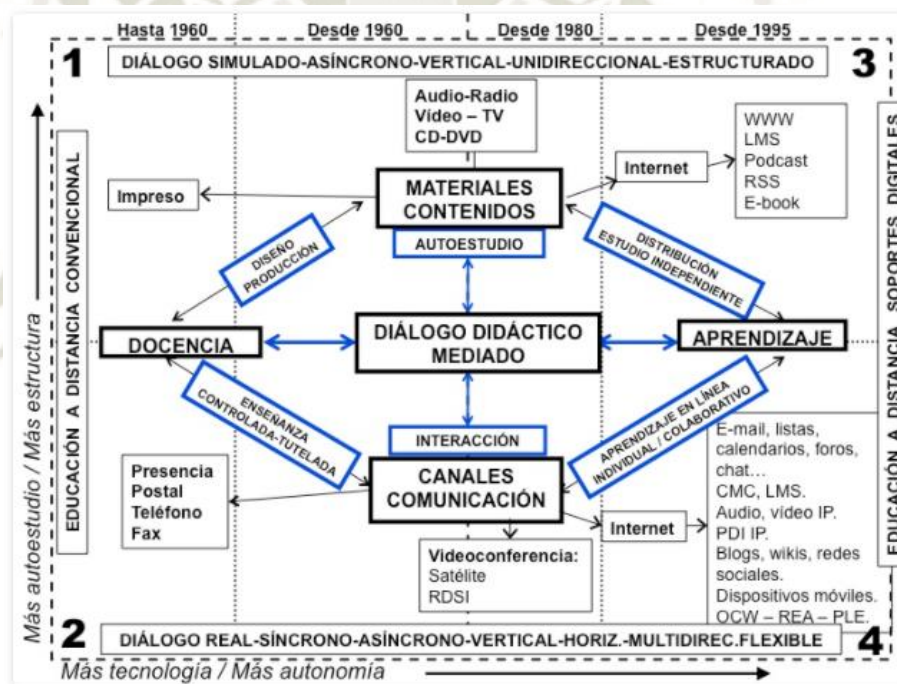 Hasta 1960
Desde 1960
Desde 1980
Desde 1995
1
DIÁLOGO SIMULADO-ASÍNCRONO-VERTICAL-UNIDIRECCIONAL-ESTRUCTURADO
3
Audio-Radio
Vídeo – TV
CD-DVD
WWW
LMS
Podcast
RSS
E-book
Internet
Impreso
MATERIALES
CONTENIDOS
AUTOESTUDIO
DISEÑO
PRODUCCIÓN
DISTRIBUCIÓN
ESTUDIO INDEPENDIENTE
EDUCACIÓN A DISTANCIA CONVENCIONAL
Más autoestudio / Más estructura
DOCENCIA
DIÁLOGO DIDÁCTICO
MEDIADO
APRENDIZAJE
EDUCACIÓN A DISTANCIA SOPORTES DIGITALES
ENSEÑANZA
CONTROLADA-TUTELADA
INTERACCIÓN
APRENDIZAJE EN LÍNEA
INDIVIDUAL / COLABORATIVO
CANALES
COMUNICACIÓN
Presencia
Postal
Teléfono
Fax
Internet
Videoconferencia:
Satélite
RDSI
E-mail, listas,
calendarios, foros,
chat…
CMC, LMS.
Audio, vídeo IP.
PDI IP.
Blogs, wikis, redes
sociales.
Dispositivos móviles.
OCW – REA – PLE.
2
DIÁLOGO REAL-SÍNCRONO-ASÍNCRONO-VERTICAL-HORIZ.-MULTIDIREC.FLEXIBLE
4
Más tecnología / Más autonomía